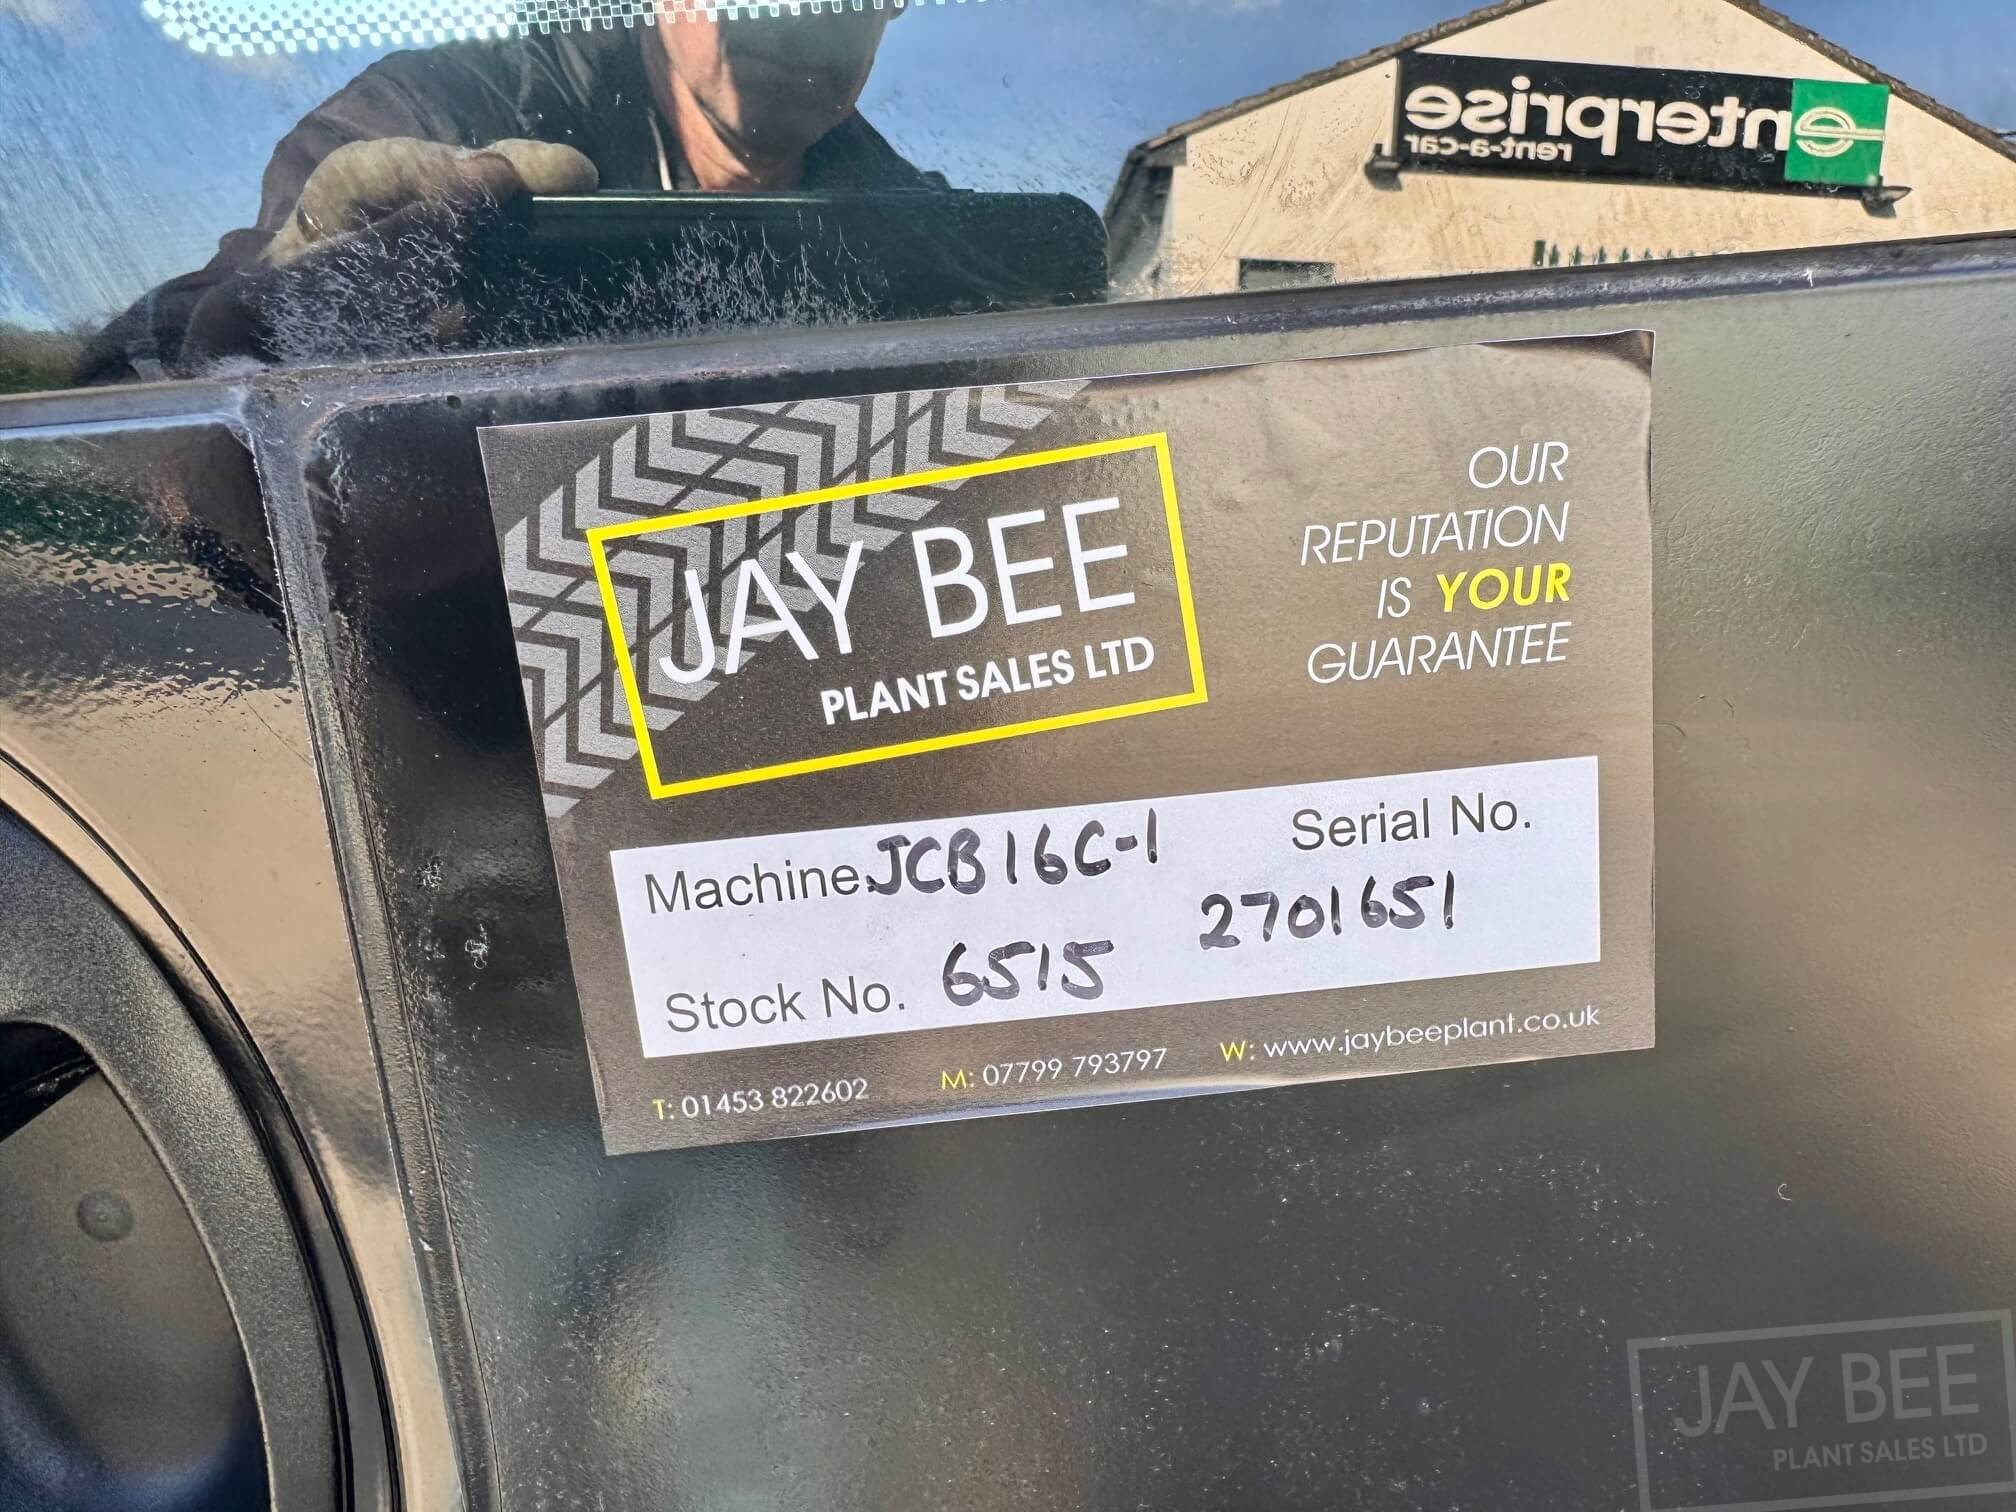 enterprise
rent-a-car
JAY BEE
PLANT SALES LTD
OUR
REPUTATION
IS YOUR
GUARANTEE
Machine. JCB 16C-1
Serial No.
2701651
Stock No. 6515
T: 01453 822602
M: 07799 793797
W: www.jaybeeplant.co.uk
JAY BEE
PLANT SALES LTD